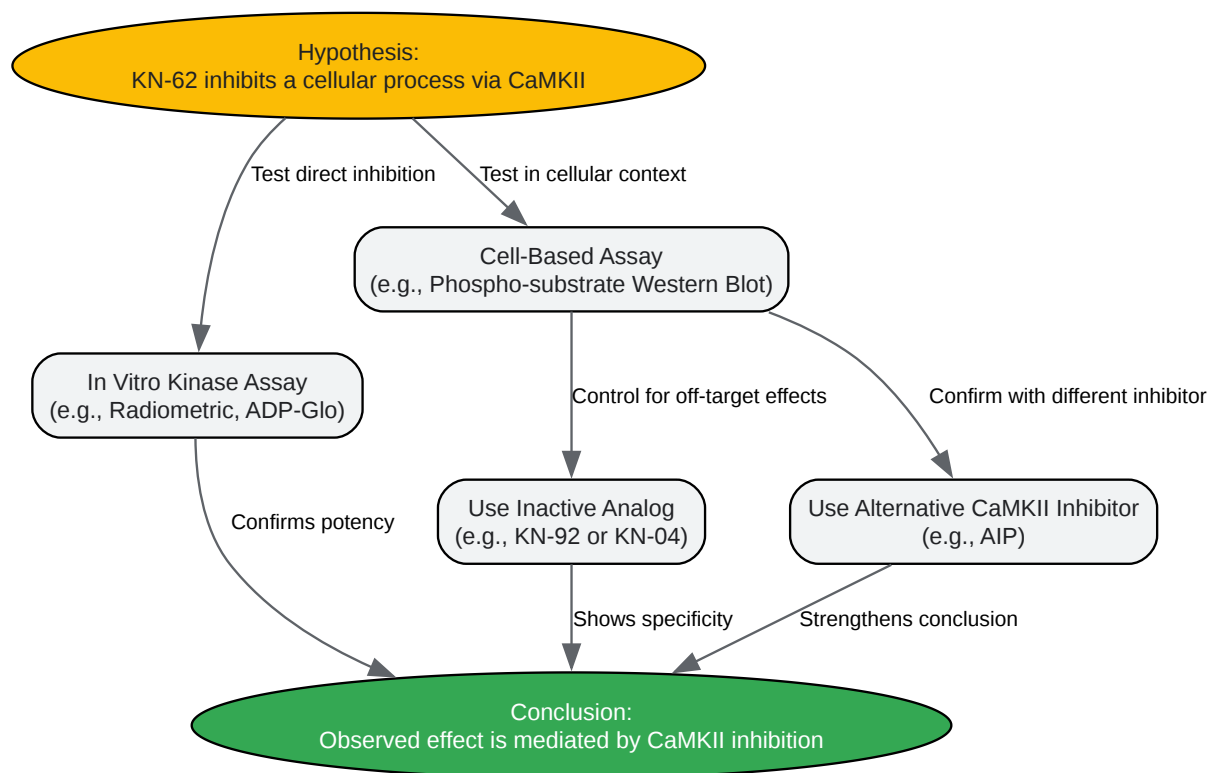 Hypothesis:
KN-62 inhibits a cellular process via CaMKII
Test direct inhibition
Test in cellular context
Cell-Based Assay
(e.g., Phospho-substrate Western Blot)
In Vitro Kinase Assay
(e.g., Radiometric, ADP-Glo)
Control for off-target effects
Confirm with different inhibitor
Confirms potency
Use Inactive Analog
(e.g., KN-92 or KN-04)
Use Alternative CaMKII Inhibitor
(e.g., AIP)
Shows specificity
Strengthens conclusion
Conclusion:
Observed effect is mediated by CaMKII inhibition